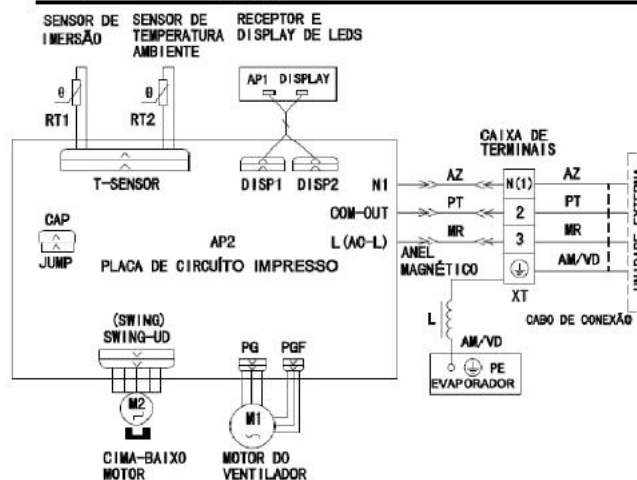 SENSOR DE
IMERSÃO
SENSOR DE
TEMPERATURA
AMBIENTE
RECEPTOR E
DISPLAY DE LEDS
θ
RT1
θ
RT2
AP1 DISPLAY
T-SENSOR
DISP1
DISP2
N1
COM-OUT
L(AC-L)
CAP
JUMP
AP2
PLACA DE CIRCUÍTO IMPRESSO
AZ
PT
MR
ANEL
MAGNÉTICO
CAIXA DE
TERMINAIS
N(1)
2
3
XT
AZ
PT
MR
AM/VD
CABO DE CONEXÃO
UNIDADE EXTERNA
L
AM/VD
PE
EVAPORADOR
(SWING)
SWING-UD
M2
CIMA-BAIXO
MOTOR
PG
PGF
M1
MOTOR DO
VENTILADOR